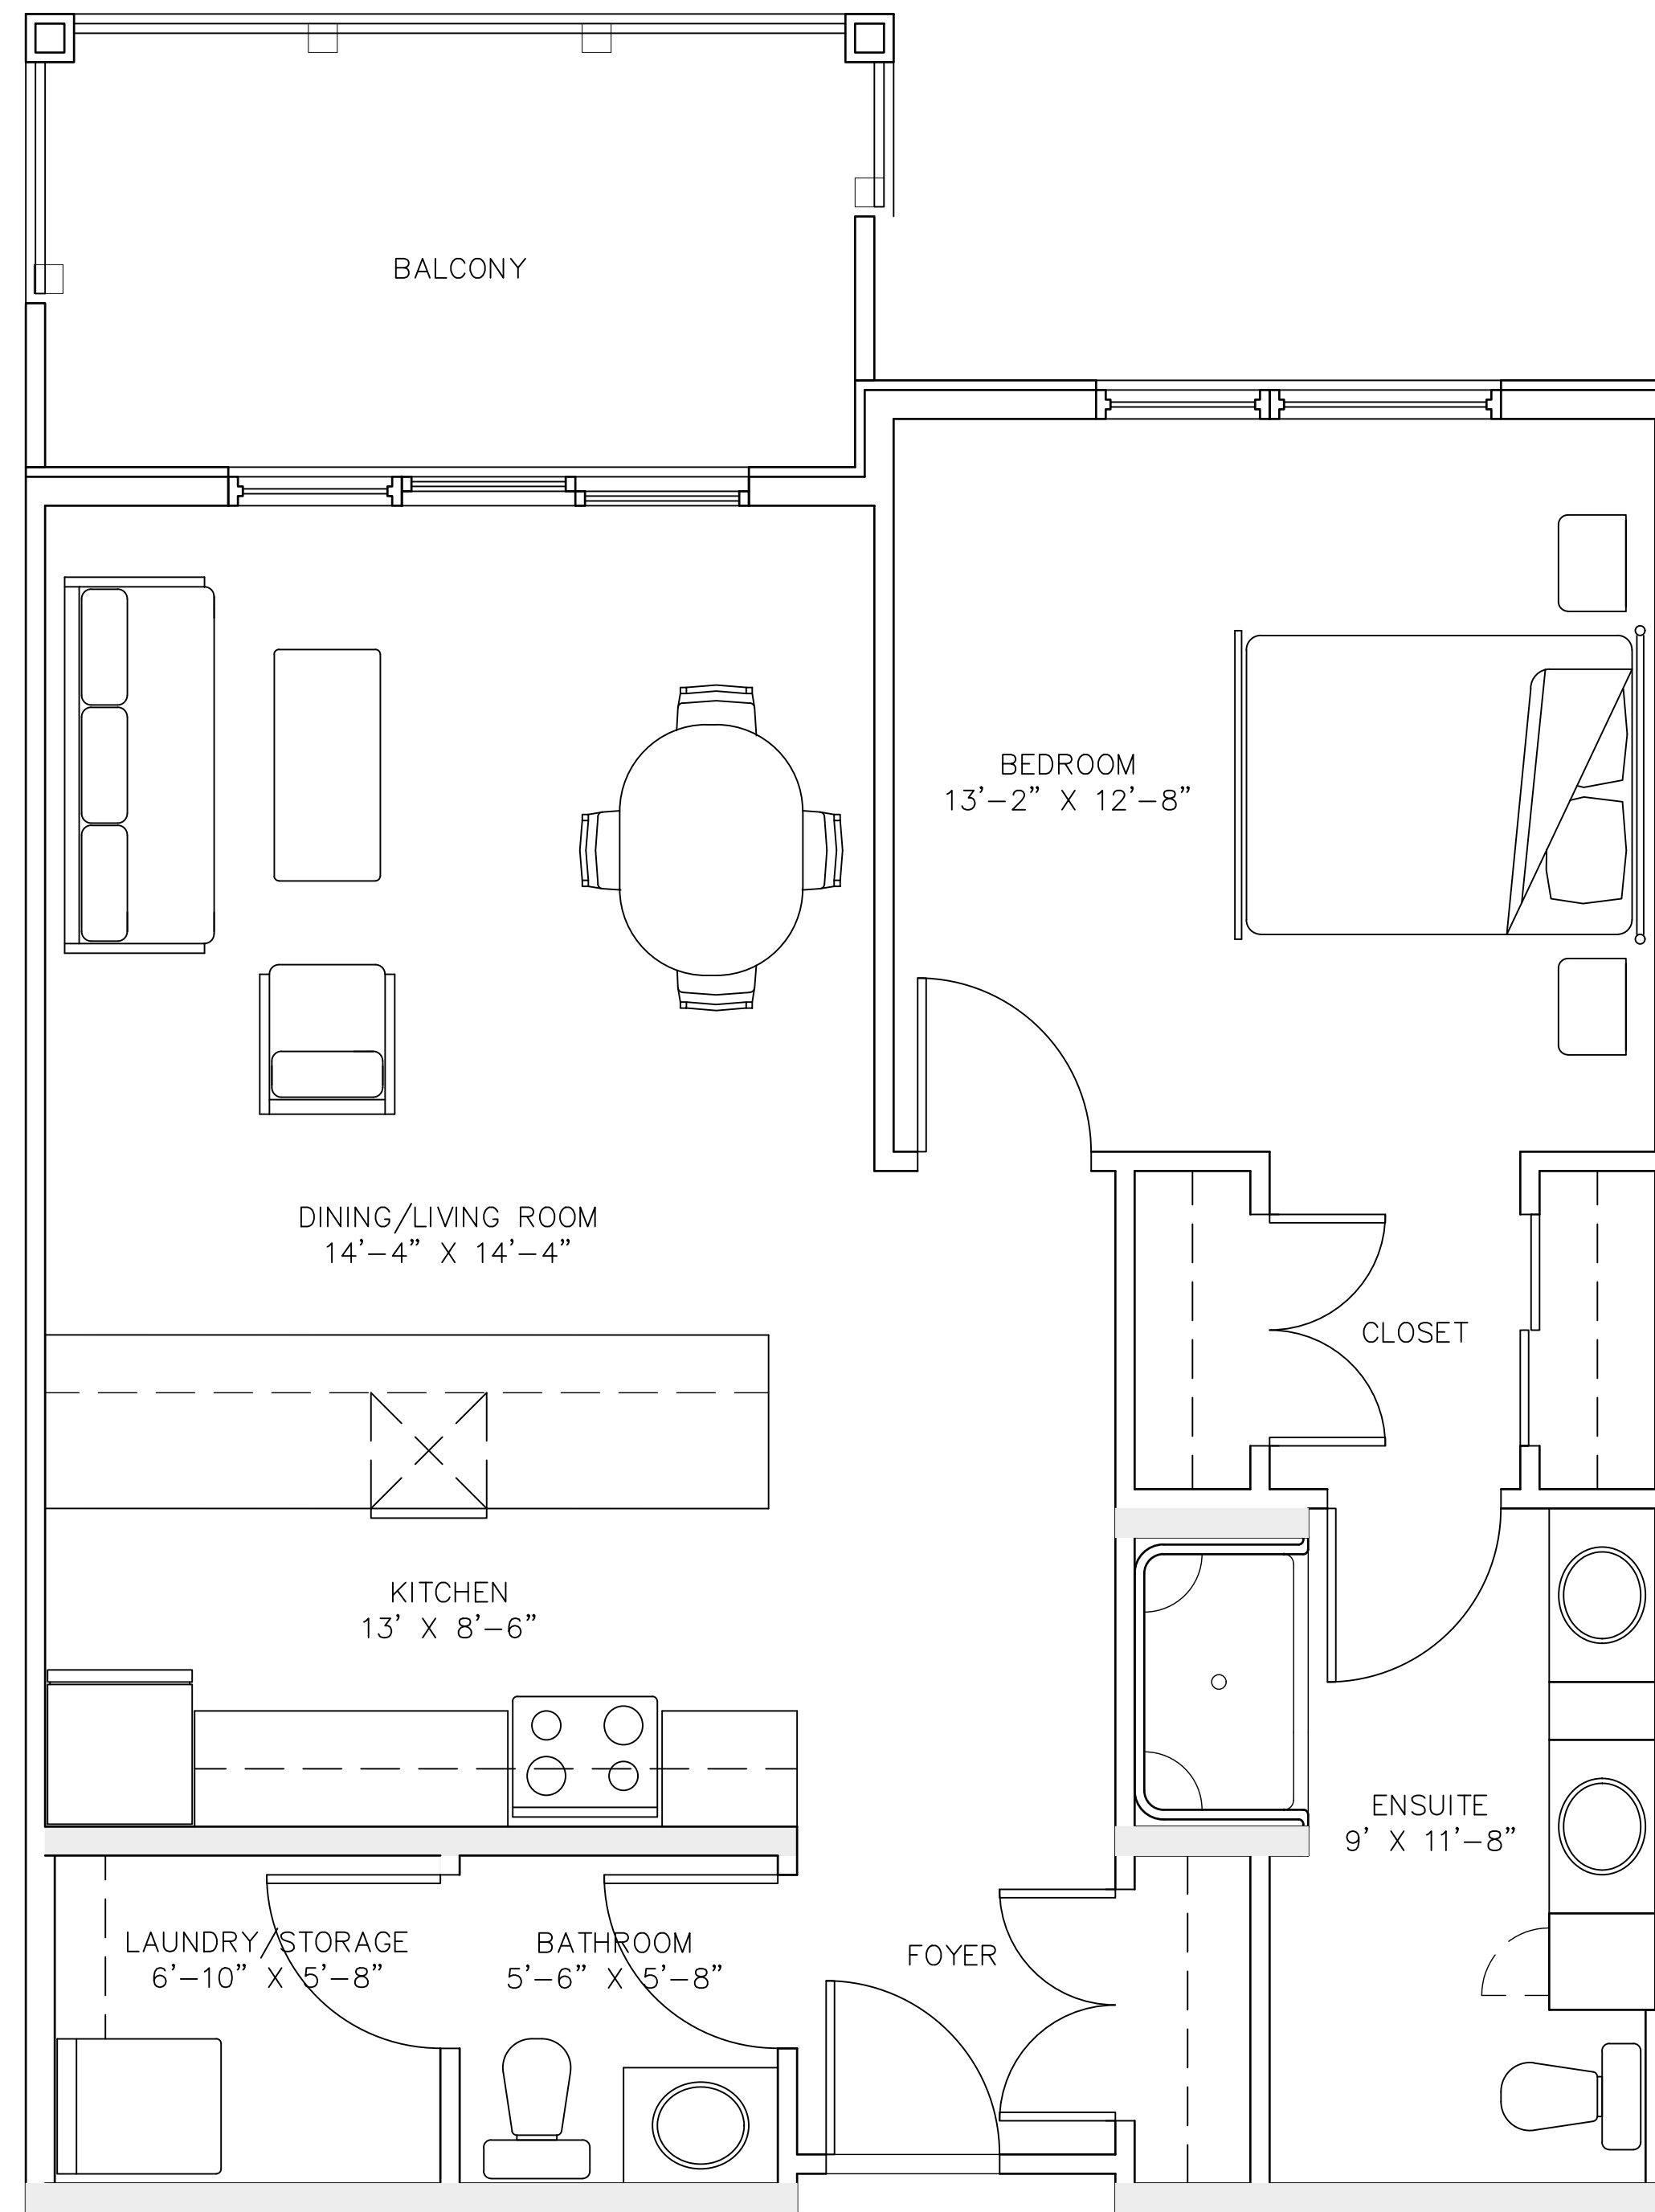 BALCONY
BEDROOM
13'-2" X 12'-8"
DINING/LIVING ROOM
14'-4" X 14'-4"
CLOSET
KITCHEN
13' X 8'-6"
ENSUITE
9' X 11'-8"
LAUNDRY/STORAGE
6'-10" X 5'-8"
BATHROOM
5'-6" X 5'-8"
FOYER